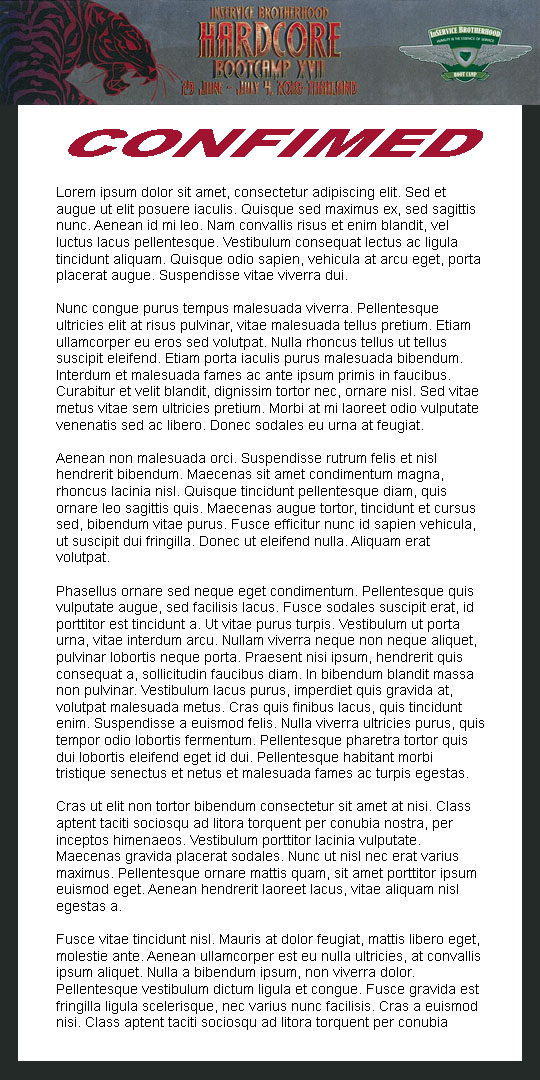 INSERVICE BROTHERHOOD
HARDCORE
BOOTCAMP XVII
28 JUNE - JULY 4, 2018 THAILAND
INSERVICE BROTHERHOOD
HUMILITY IS THE ESSENCE OF SERVICE
BOOT CAMP
CONFIMED
Lorem ipsum dolor sit amet, consectetur adipiscing elit. Sed et
augue ut elit posuere iaculis. Quisque sed maximus ex, sed sagittis
nunc. Aenean id mi leo. Nam convallis risus et enim blandit, vel
luctus lacus pellentesque. Vestibulum consequat lectus ac ligula
tincidunt aliquam. Quisque odio sapien, vehicula at arcu eget, porta
placerat augue. Suspendisse vitae viverra dui.
Nunc congue purus tempus malesuada viverra. Pellentesque
ultricies elit at risus pulvinar, vitae malesuada tellus pretium. Etiam
ullamcorper eu eros sed volutpat. Nulla rhoncus tellus ut tellus
suscipit eleifend. Etiam porta iaculis purus malesuada bibendum.
Interdum et malesuada fames ac ante ipsum primis in faucibus.
Curabitur et velit blandit, dignissim tortor nec, ornare nisl. Sed vitae
metus vitae sem ultricies pretium. Morbi at mi laoreet odio vulputate
venenatis sed ac libero. Donec sodales eu urna at feugiat.
Aenean non malesuada orci. Suspendisse rutrum felis et nisl
hendrerit bibendum. Maecenas sit amet condimentum magna,
rhoncus lacinia nisl. Quisque tincidunt pellentesque diam, quis
ornare leo sagittis quis. Maecenas augue tortor, tincidunt et cursus
sed, bibendum vitae purus. Fusce efficitur nunc id sapien vehicula,
ut suscipit dui fringilla. Donec ut eleifend nulla. Aliquam erat
volutpat.
Phasellus ornare sed neque eget condimentum. Pellentesque quis
vulputate augue, sed facilisis lacus. Fusce sodales suscipit erat, id
porttitor est tincidunt a. Ut vitae purus turpis. Vestibulum ut porta
urna, vitae interdum arcu. Nullam viverra neque non neque aliquet,
pulvinar lobortis neque porta. Praesent nisi ipsum, hendrerit quis
consequat a, sollicitudin faucibus diam. In bibendum blandit massa
non pulvinar. Vestibulum lacus purus, imperdiet quis gravida at,
volutpat malesuada metus. Cras quis finibus lacus, quis tincidunt
enim. Suspendisse a euismod felis. Nulla viverra ultricies purus, quis
tempor odio lobortis fermentum. Pellentesque pharetra tortor quis
dui lobortis eleifend eget id dui. Pellentesque habitant morbi
tristique senectus et netus et malesuada fames ac turpis egestas.
Cras ut elit non tortor bibendum consectetur sit amet at nisi. Class
aptent taciti sociosqu ad litora torquent per conubia nostra, per
inceptos himenaeos. Vestibulum porttitor lacinia vulputate.
Maecenas gravida placerat sodales. Nunc ut nisl nec erat varius
maximus. Pellentesque ornare mattis quam, sit amet porttitor ipsum
euismod eget. Aenean hendrerit laoreet lacus, vitae aliquam nisl
egestas a.
Fusce vitae tincidunt nisl. Mauris at dolor feugiat, mattis libero eget,
molestie ante. Aenean ullamcorper est eu nulla ultricies, at convallis
ipsum aliquet. Nulla a bibendum ipsum, non viverra dolor.
Pellentesque vestibulum dictum ligula et congue. Fusce gravida est
fringilla ligula scelerisque, nec varius nunc facilisis. Cras a euismod
nisi. Class aptent taciti sociosqu ad litora torquent per conubia